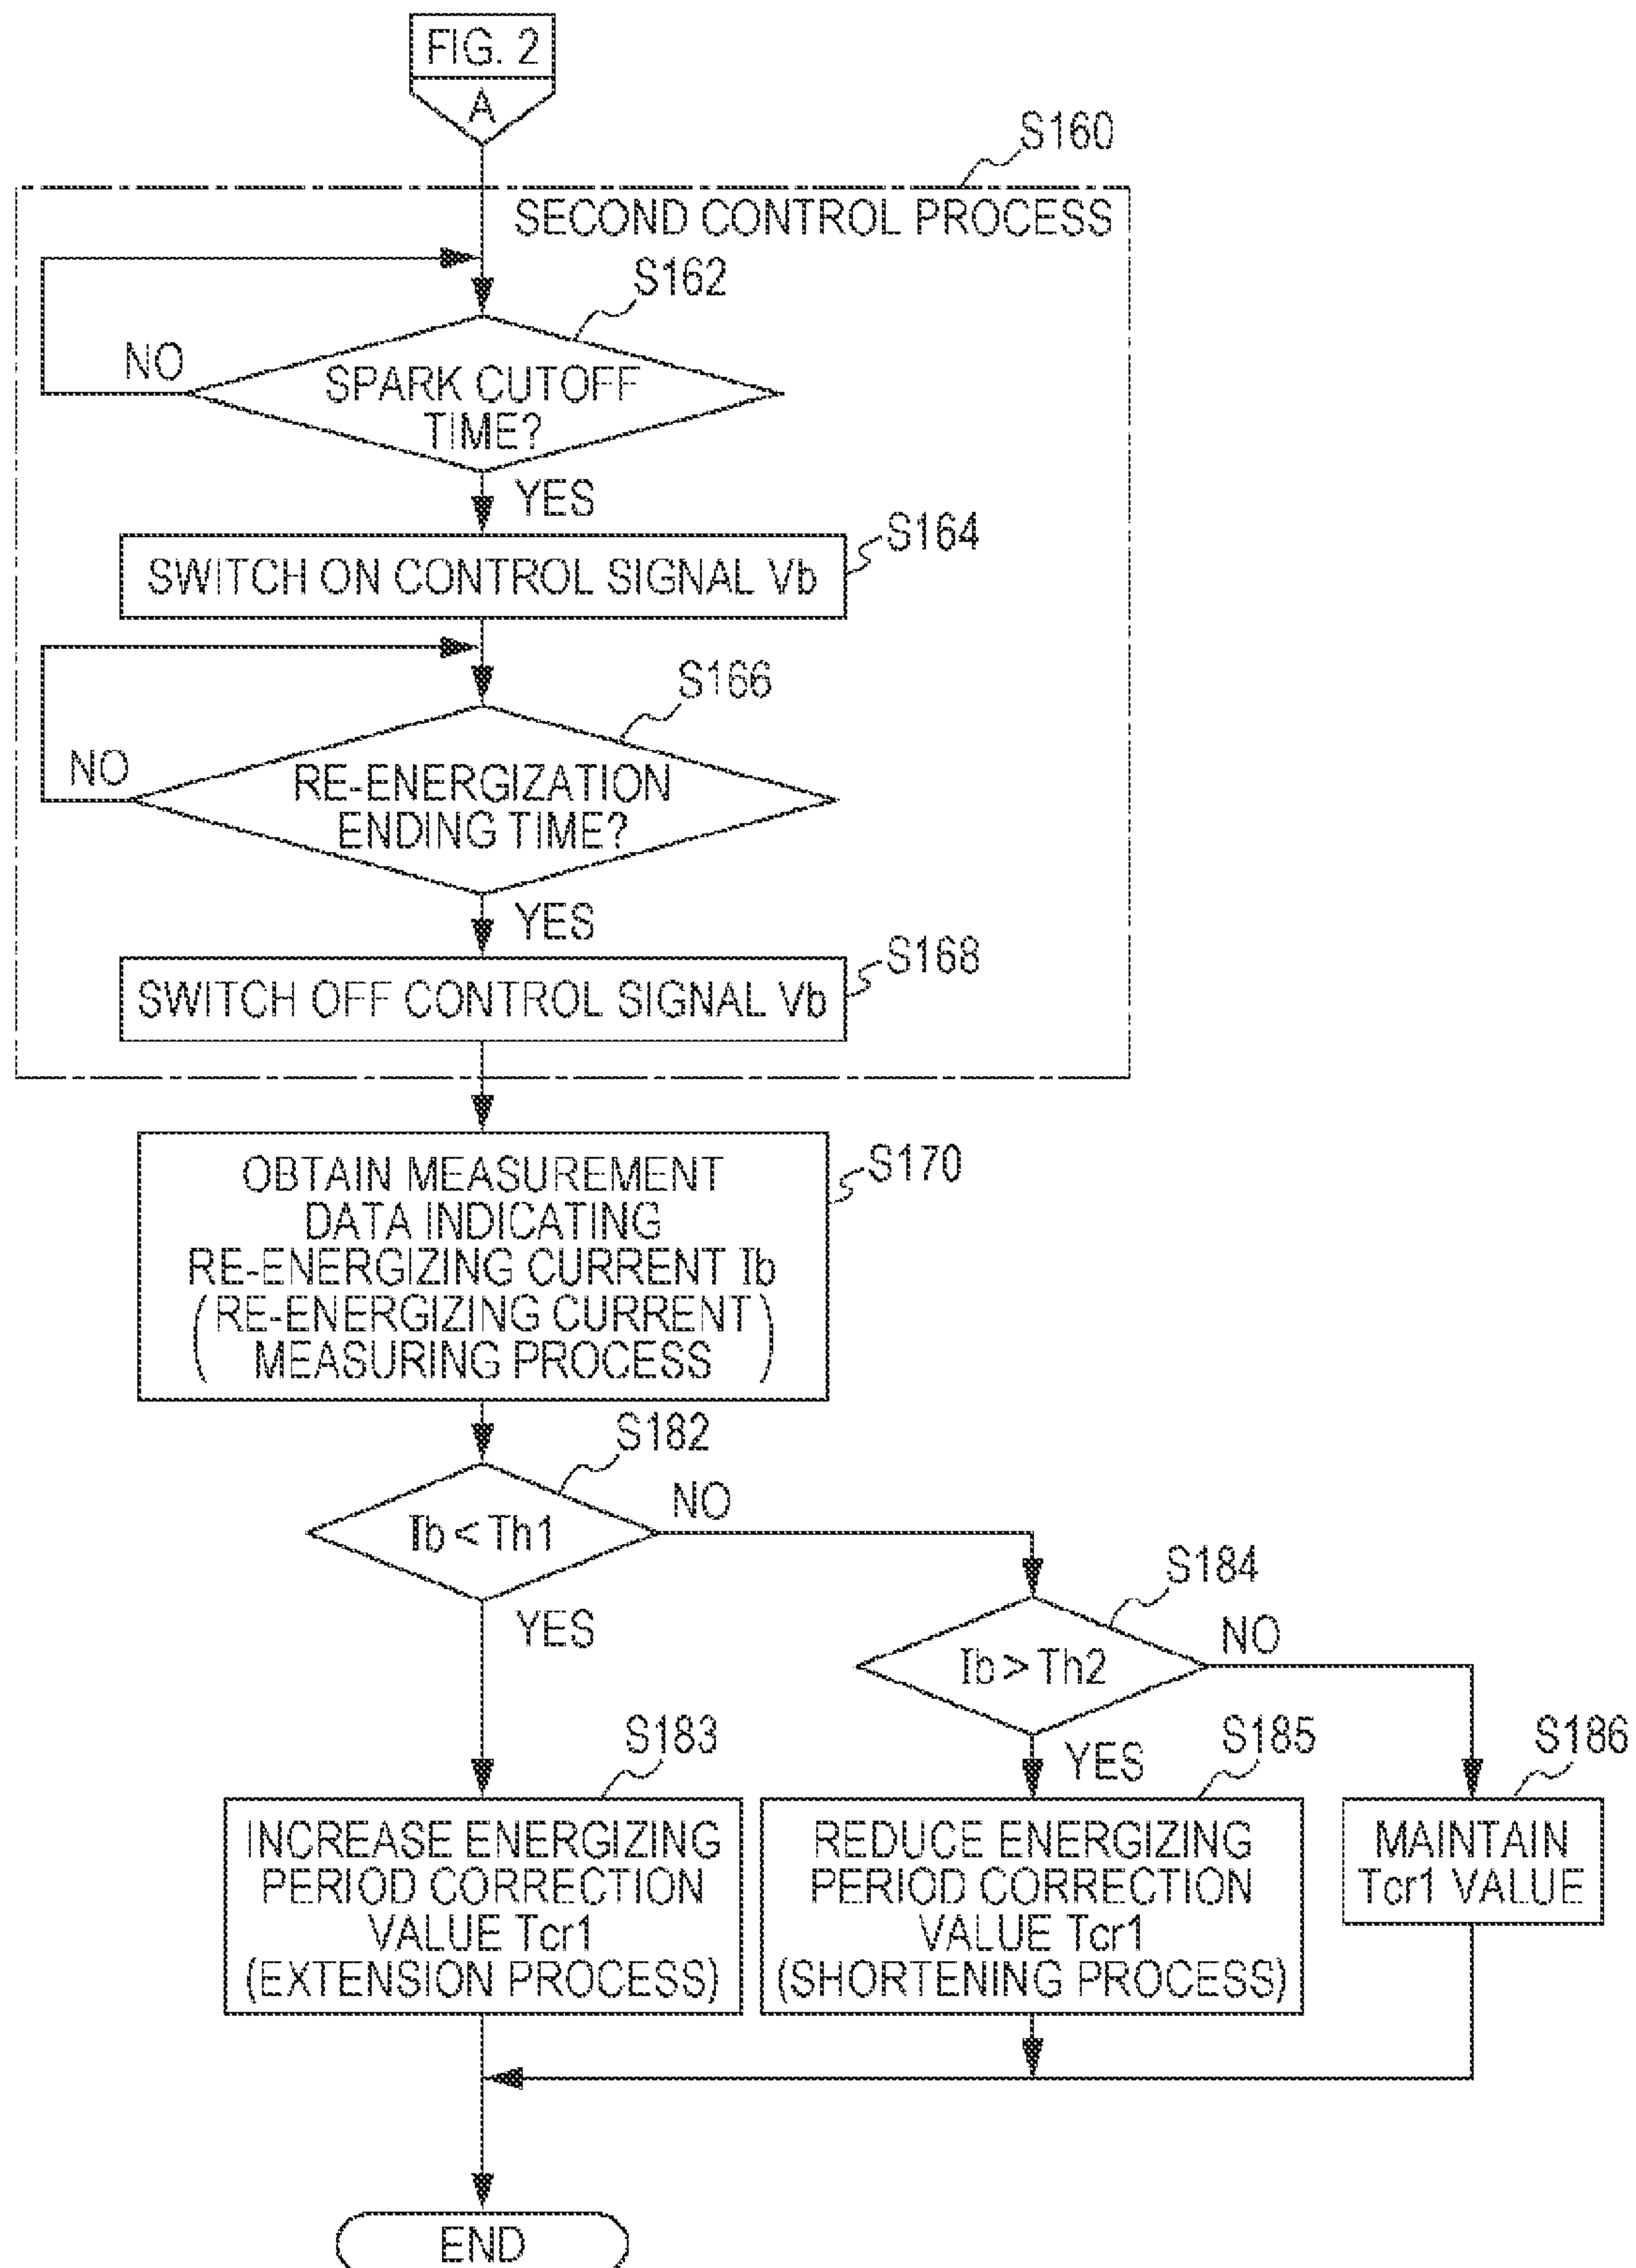 FIG. 2
A
S160
SECOND CONTROL PROCESS
S162
NO
SPARK CUTOFF
TIME?
YES
S164
SWITCH ON CONTROL SIGNAL Vb
S166
NO
RE-ENERGIZATION
ENDING TIME?
YES
S168
SWITCH OFF CONTROL SIGNAL Vb
S170
OBTAIN MEASUREMENT
DATA INDICATING
RE-ENERGIZING CURRENT Ib
(RE-ENERGIZING CURRENT
MEASURING PROCESS)
S182
NO
Ib < Th1
YES
S184
NO
Ib > Th2
YES
S183
INCREASE ENERGIZING
PERIOD CORRECTION
VALUE Tcr1
(EXTENSION PROCESS)
S185
REDUCE ENERGIZING
PERIOD CORRECTION
VALUE Tcr1
(SHORTENING PROCESS)
S186
MAINTAIN
Tcr1 VALUE
END